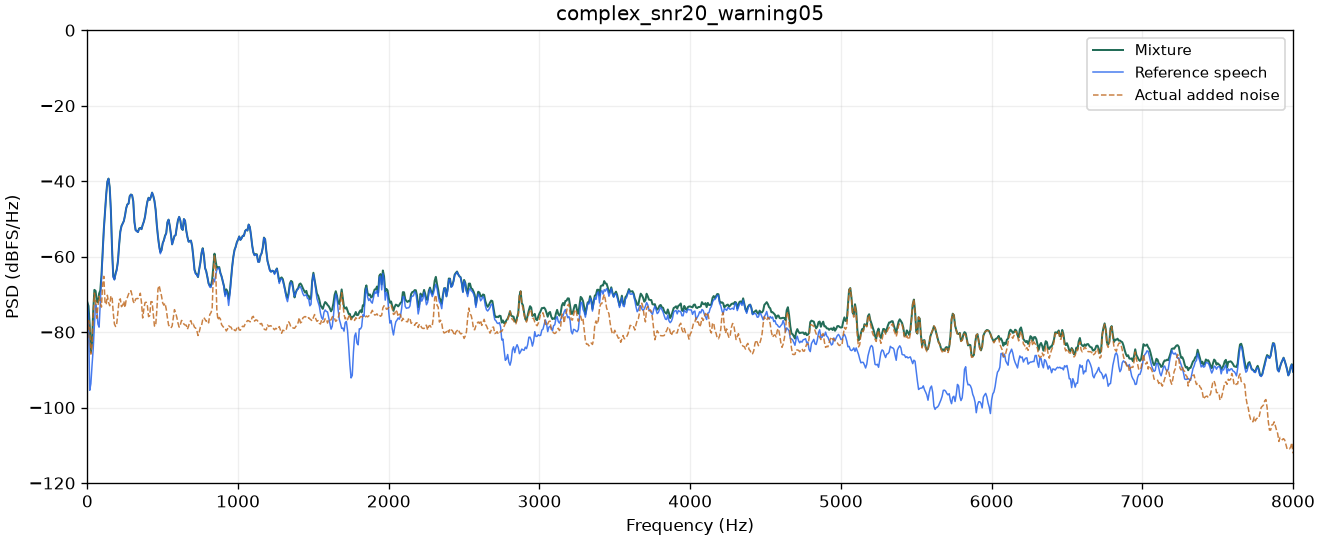 complex_snr20_warning05
Mixture
Reference speech
Actual added noise
PSD (dBFS/Hz)
0
−20
−40
−60
−80
−100
−120
0 1000 2000 3000 4000 5000 6000 7000 8000
Frequency (Hz)